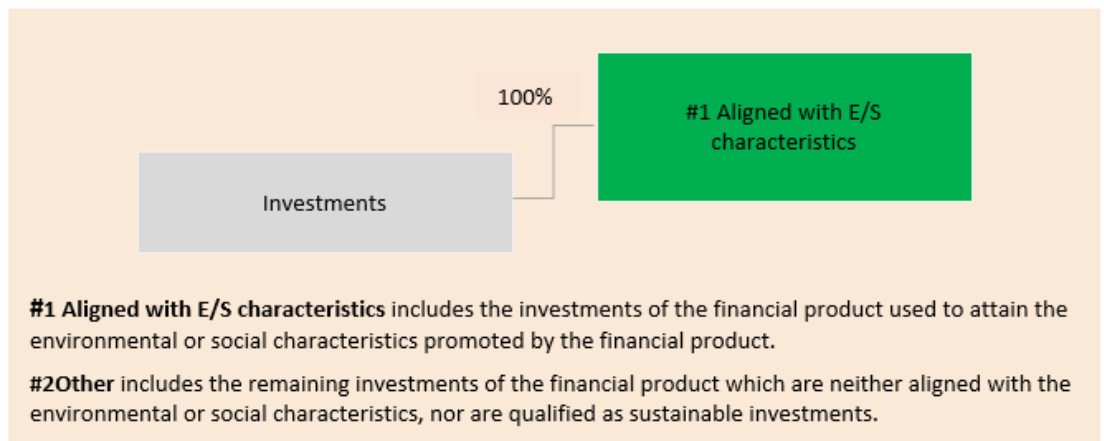 100%
#1 Aligned with E/S
characteristics
Investments
#1 Aligned with E/S characteristics includes the investments of the financial product used to attain the
environmental or social characteristics promoted by the financial product.
#2Other includes the remaining investments of the financial product which are neither aligned with the
environmental or social characteristics, nor are qualified as sustainable investments.